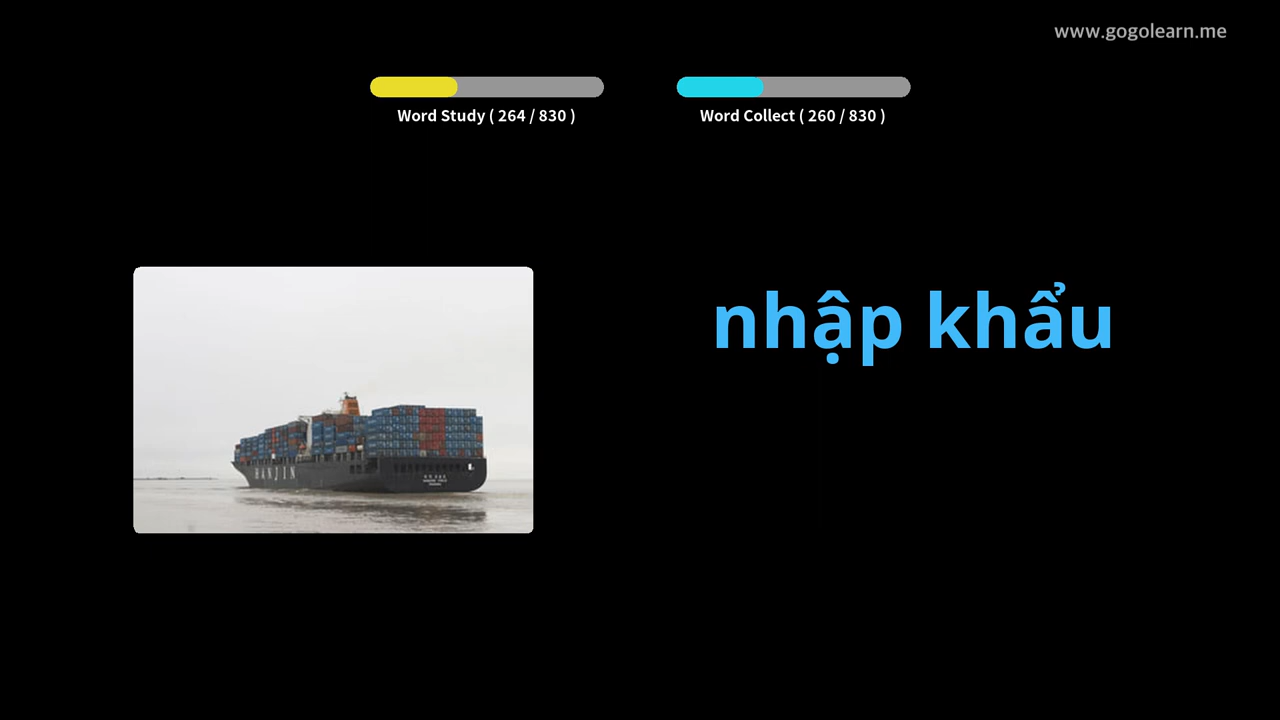 www.gogolearn.me
Word Study ( 264 / 830 )
Word Collect ( 260 / 830 )
nhập khẩu
HANJIN